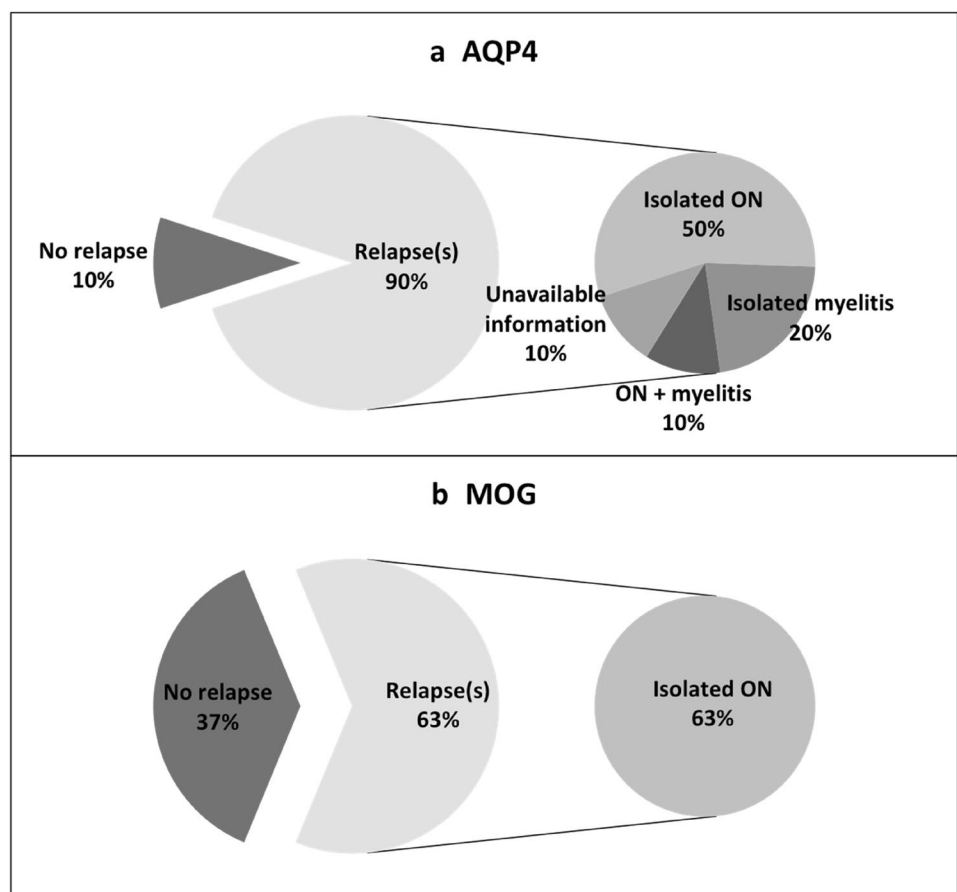 a AQP4
No relapse
10%
Relapse(s)
90%
Isolated ON
50%
Isolated myelitis
20%
Unavailable
information
10%
ON + myelitis
10%
b MOG
No relapse
37%
Relapse(s)
63%
Isolated ON
63%